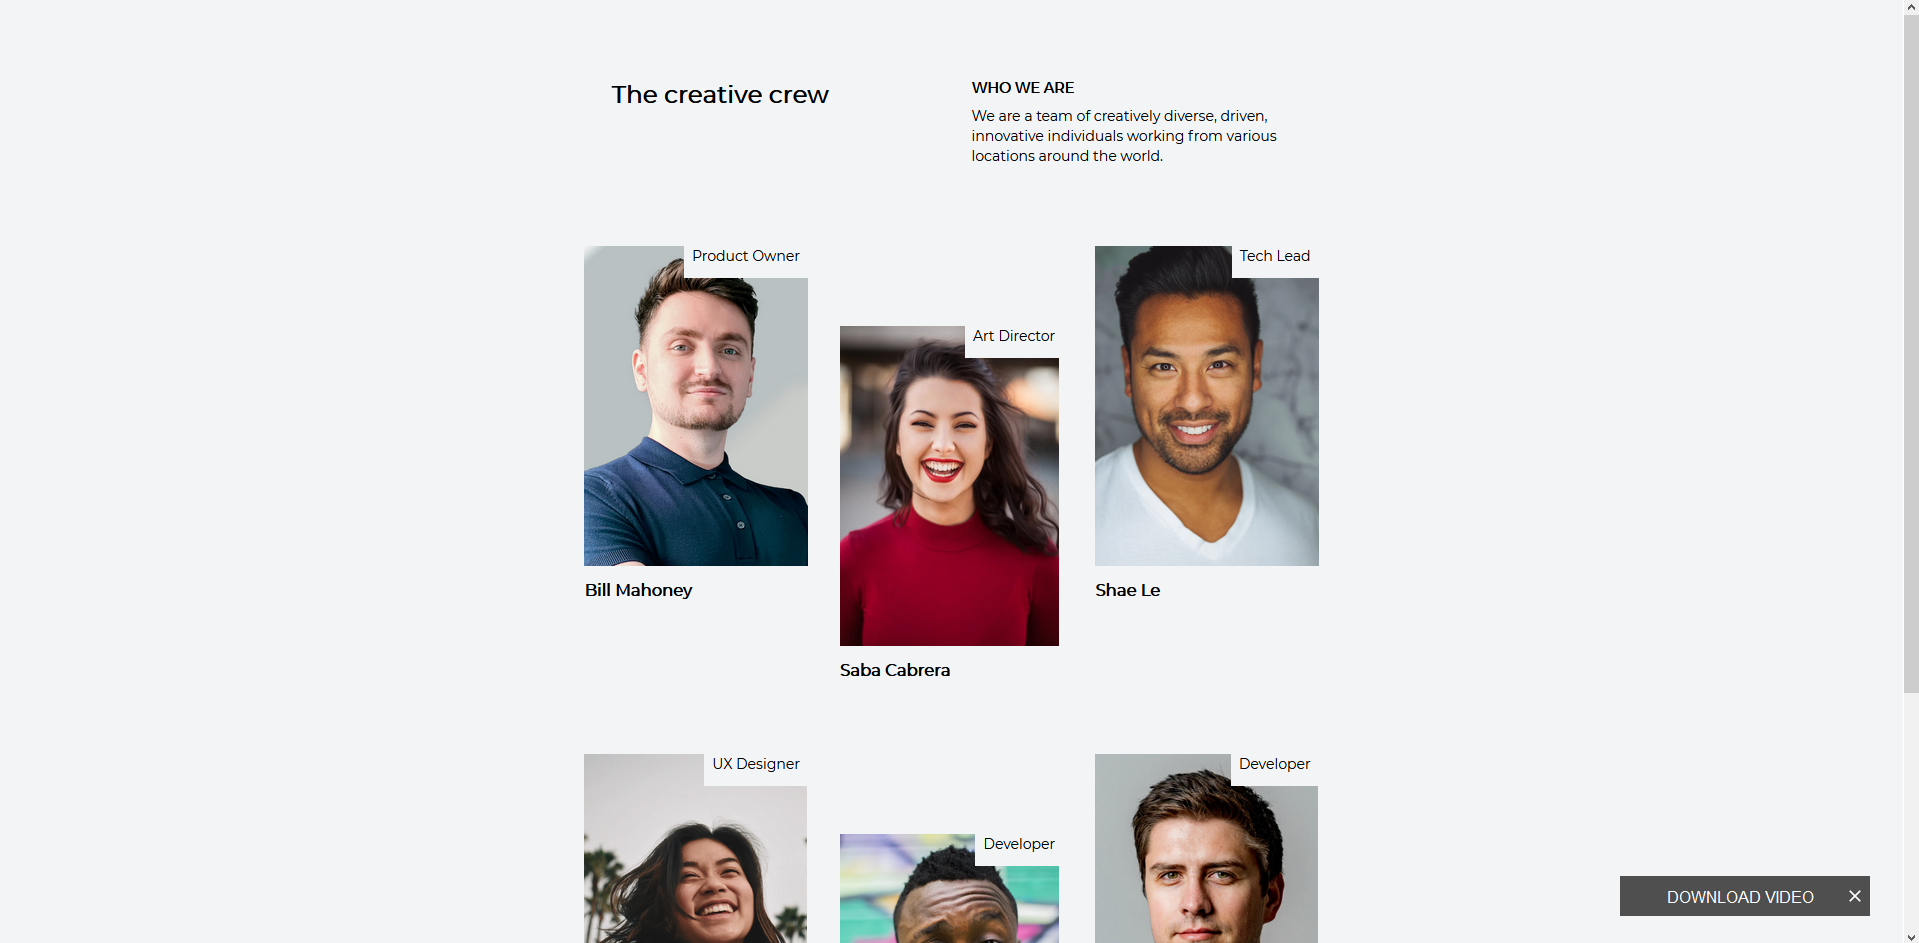 The creative crew
WHO WE ARE
We are a team of creatively diverse, driven,
innovative individuals working from various
locations around the world.
Product Owner
Bill Mahoney
Art Director
Saba Cabrera
Tech Lead
Shae Le
UX Designer
Developer
Developer
DOWNLOAD VIDEO